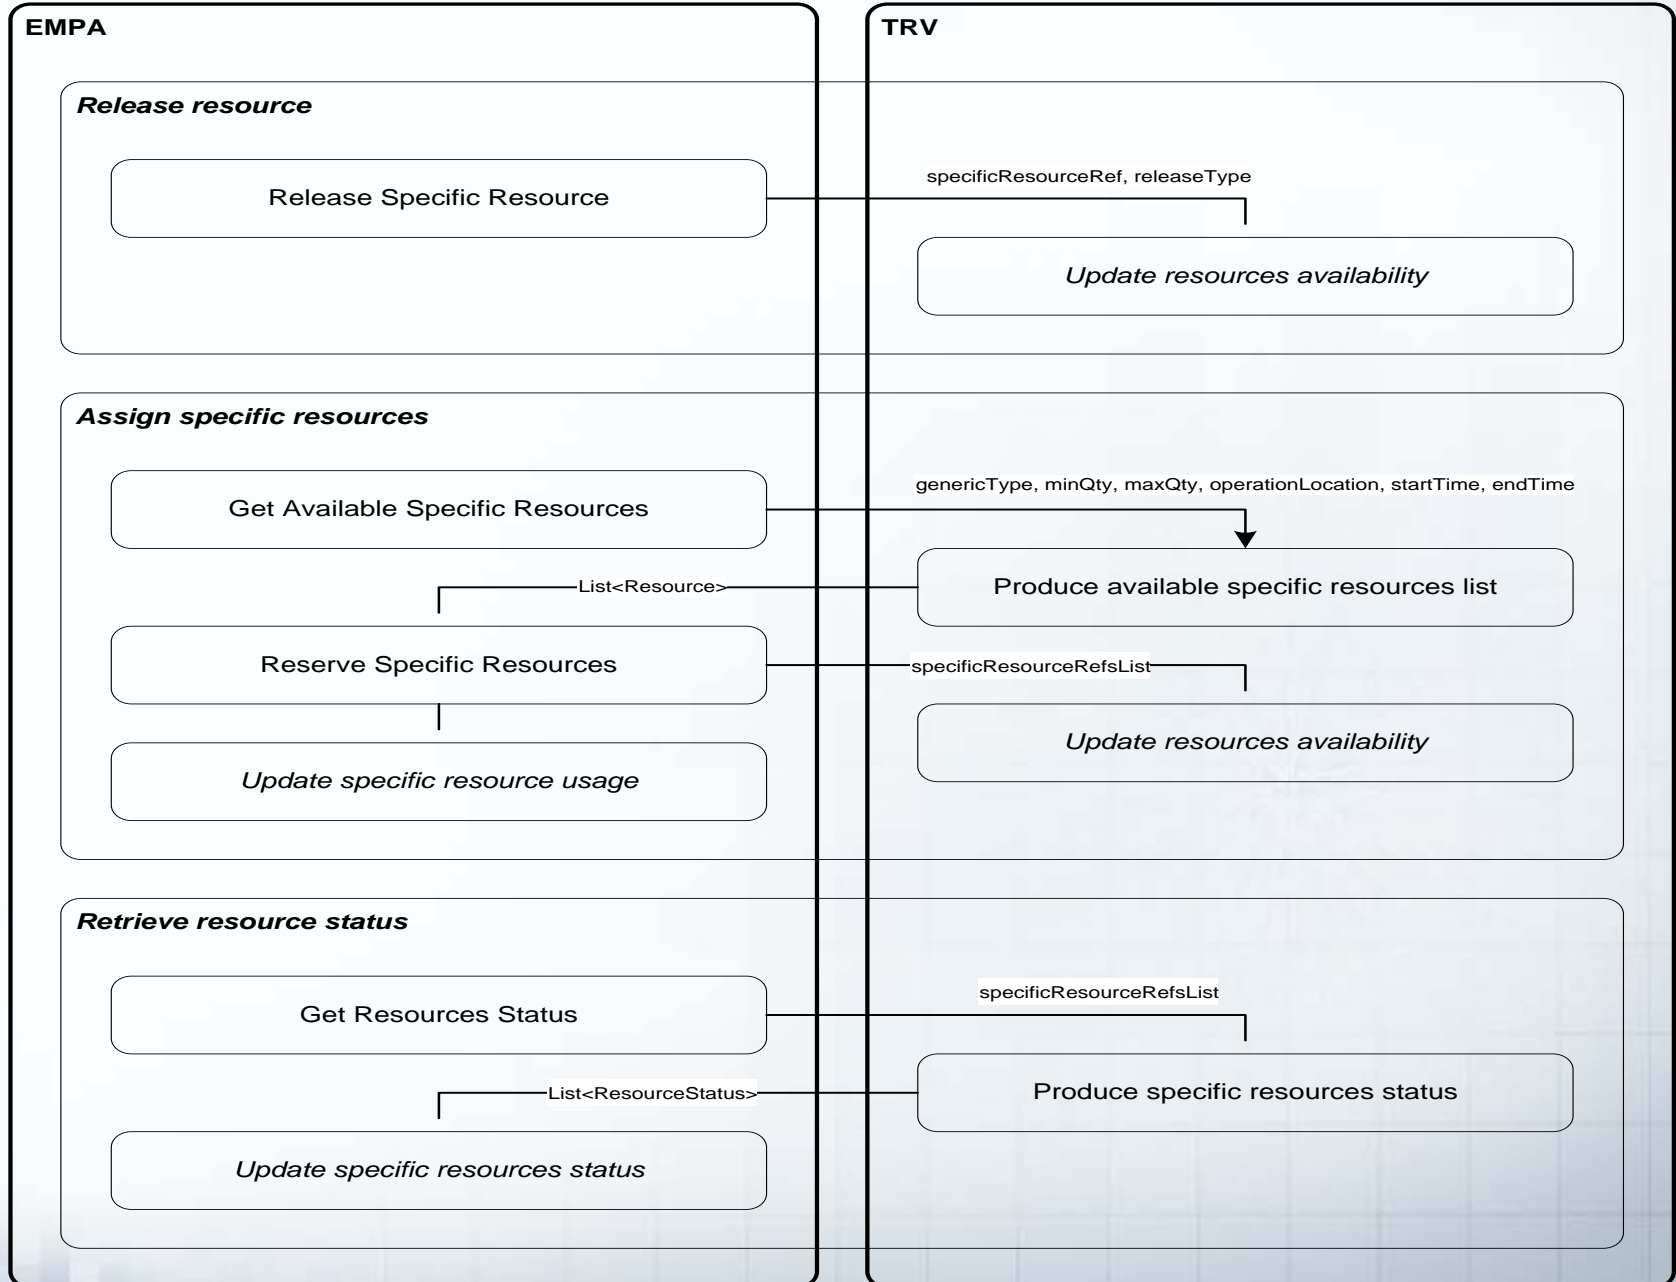 EMPA
TRV
Release resource
Release Specific Resource
specificResourceRef, releaseType
Update resources availability
Assign specific resources
Get Available Specific Resources
genericType, minQty, maxQty, operationLocation, startTime, endTime
Produce available specific resources list
List<Resource>
Reserve Specific Resources
specificResourceRefsList
Update resources availability
Update specific resource usage
Retrieve resource status
Get Resources Status
specificResourceRefsList
Produce specific resources status
List<ResourceStatus>
Update specific resources status